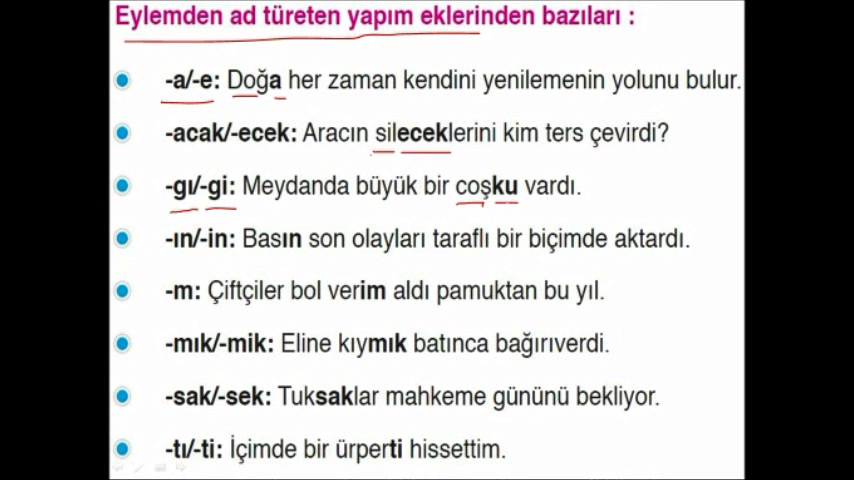 Eylemden ad türeten yapım eklerinden bazıları :
-a/-e: Doğa her zaman kendini yenilemenin yolunu bulur.
-acak/-ecek: Aracın sileceklerini kim ters çevirdi?
-gı/-gi: Meydanda büyük bir coşku vardı.
-ın/-in: Basın son olayları taraflı bir biçimde aktardı.
-m: Çiftçiler bol verim aldı pamuktan bu yıl.
-mık/-mik: Eline kıymık batınca bağırıverdi.
-sak/-sek: Tuksaklar mahkeme gününü bekliyor.
-tı/-ti: İçimde bir ürperti hissettim.